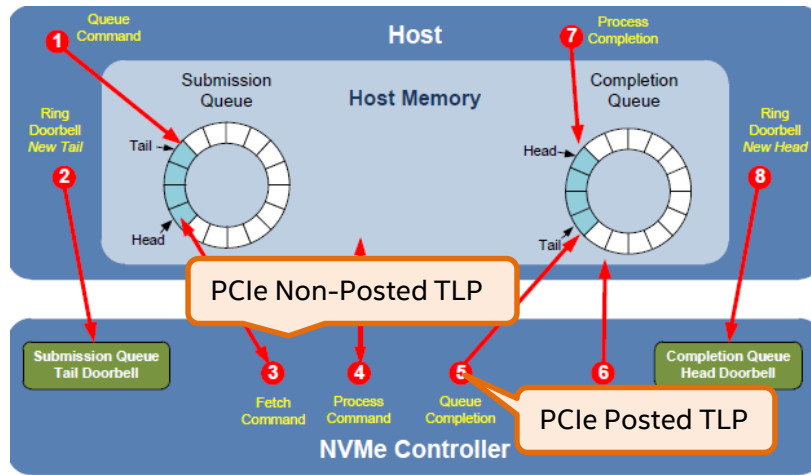 Queue
Command
1
Host
7
Process
Completion
Submission
Queue
Host Memory
Completion
Queue
Ring
Doorbell
New Tail
2
Tail
Head
Head
Tail
Ring
Doorbell
New Head
8
PCIe Non-Posted TLP
Submission Queue
Tail Doorbell
3
4
5
6
Completion Queue
Head Doorbell
Fetch
Command
Process
Command
Queue
Completion
PCIe Posted TLP
NVMe Controller